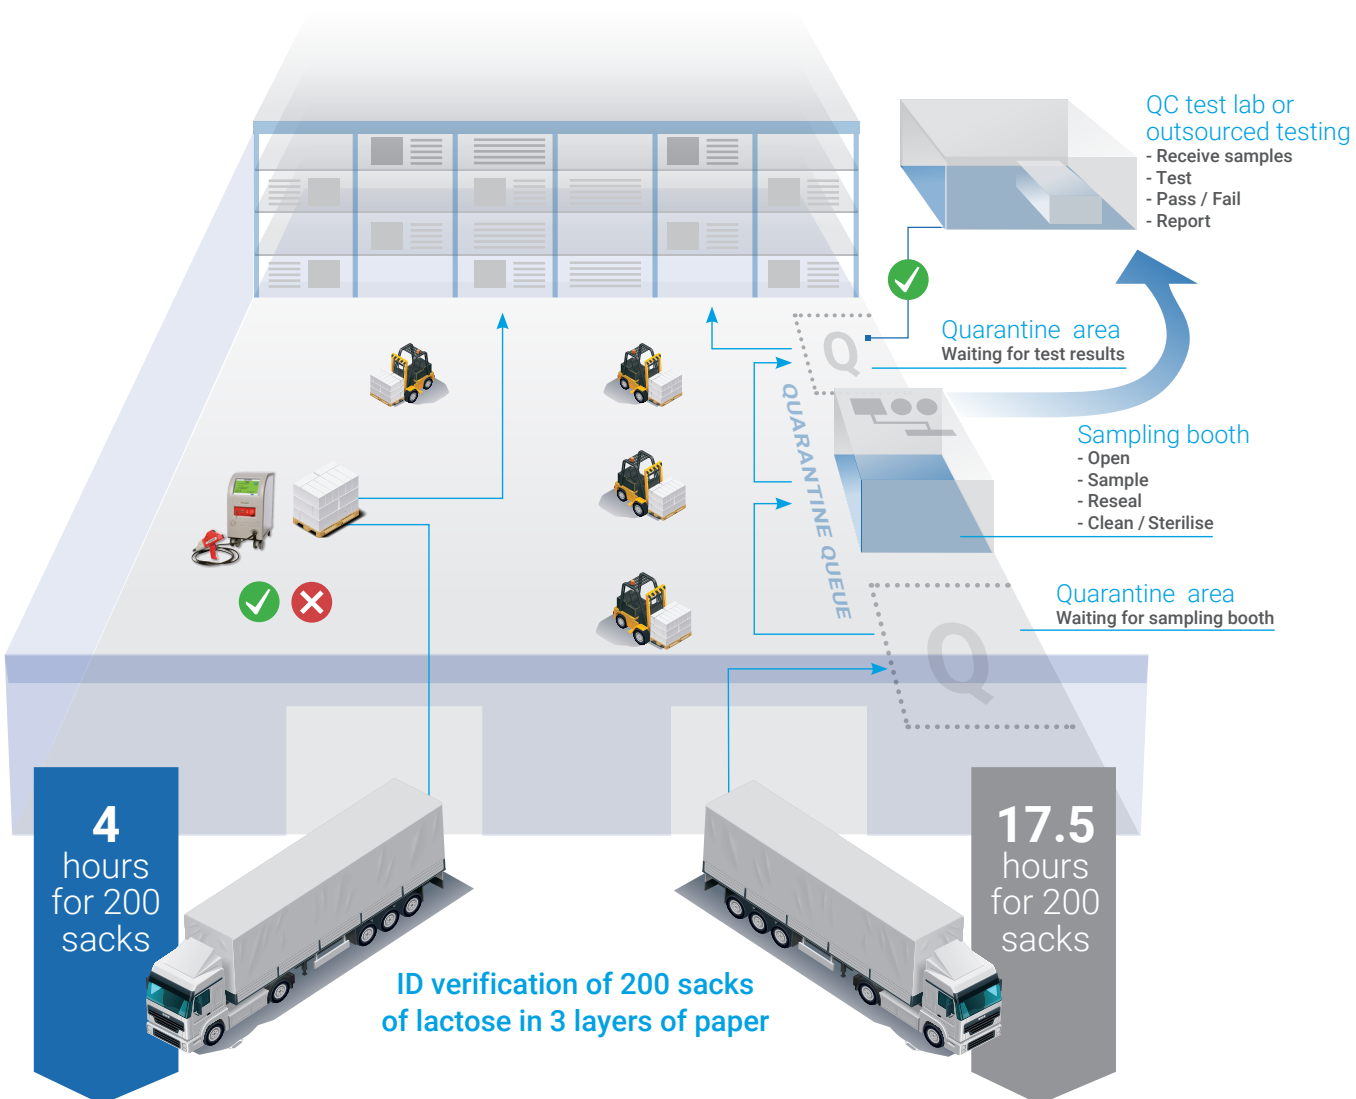 QC test lab or
outsourced testing
- Receive samples
- Test
- Pass / Fail
- Report
Quarantine area
Waiting for test results
Q
QUARANTINE QUEUE
Sampling booth
- Open
- Sample
- Reseal
- Clean / Sterilise
Quarantine area
Waiting for sampling booth
Q
4
hours
for 200
sacks
17.5
hours
for 200
sacks
ID verification of 200 sacks
of lactose in 3 layers of paper